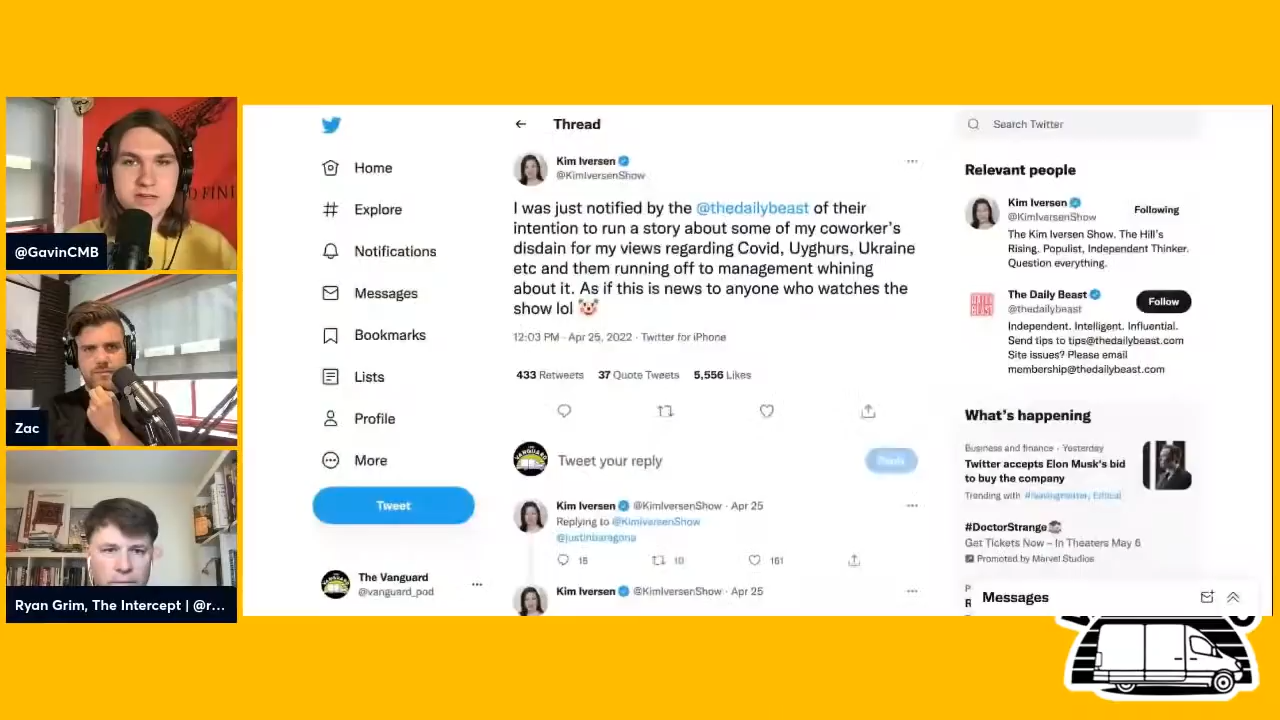 @GavinCMB
Zac
Ryan Grim, The Intercept | @r...
Home
Explore
Notifications
Messages
Bookmarks
Lists
Profile
More
Tweet
The Vanguard
@vanguard_pod
Thread
Kim Iversen
@KimIversenShow
I was just notified by the @thedailybeast of their
intention to run a story about some of my coworker's
disdain for my views regarding Covid, Uyghurs, Ukraine
etc and them running off to management whining
about it. As if this is news to anyone who watches the
show lol
12:03 PM · Apr 25, 2022 · Twitter for iPhone
433 Retweets 37 Quote Tweets 5,556 Likes
Tweet your reply
Reply
Kim Iversen @KimIversenShow · Apr 25
Replying to @KimIversenShow
@justinbaragona
15 10 161
Kim Iversen @KimIversenShow · Apr 25
Search Twitter
Relevant people
Kim Iversen
@KimIversenShow
Following
The Kim Iversen Show. The Hill's
Rising. Populist, Independent Thinker.
Question everything.
The Daily Beast
@thedailybeast
Follow
Independent. Intelligent. Influential.
Send tips to tips@thedailybeast.com
Site issues? Please email
membership@thedailybeast.com
What's happening
Business and finance · Yesterday
Twitter accepts Elon Musk's bid
to buy the company
Trending with #leavingtwitter, Ethical
#DoctorStrange
Get Tickets Now – In Theaters May 6
Promoted by Marvel Studios
Messages